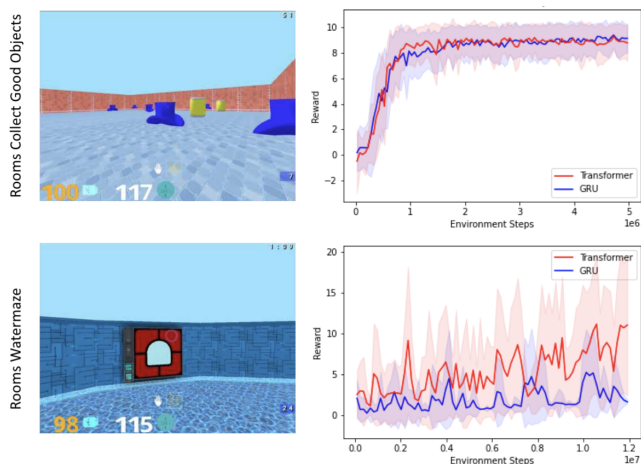 Rooms Collect Good Objects
100
117
7
Reward
10
8
6
4
2
0
−2
Transformer
GRU
0 1 2 3 4 5
Environment Steps
1e6
Rooms Watermaze
98
115
Reward
20
15
10
5
0
Transformer
GRU
0.0 0.2 0.4 0.6 0.8 1.0 1.2
Environment Steps
1e7